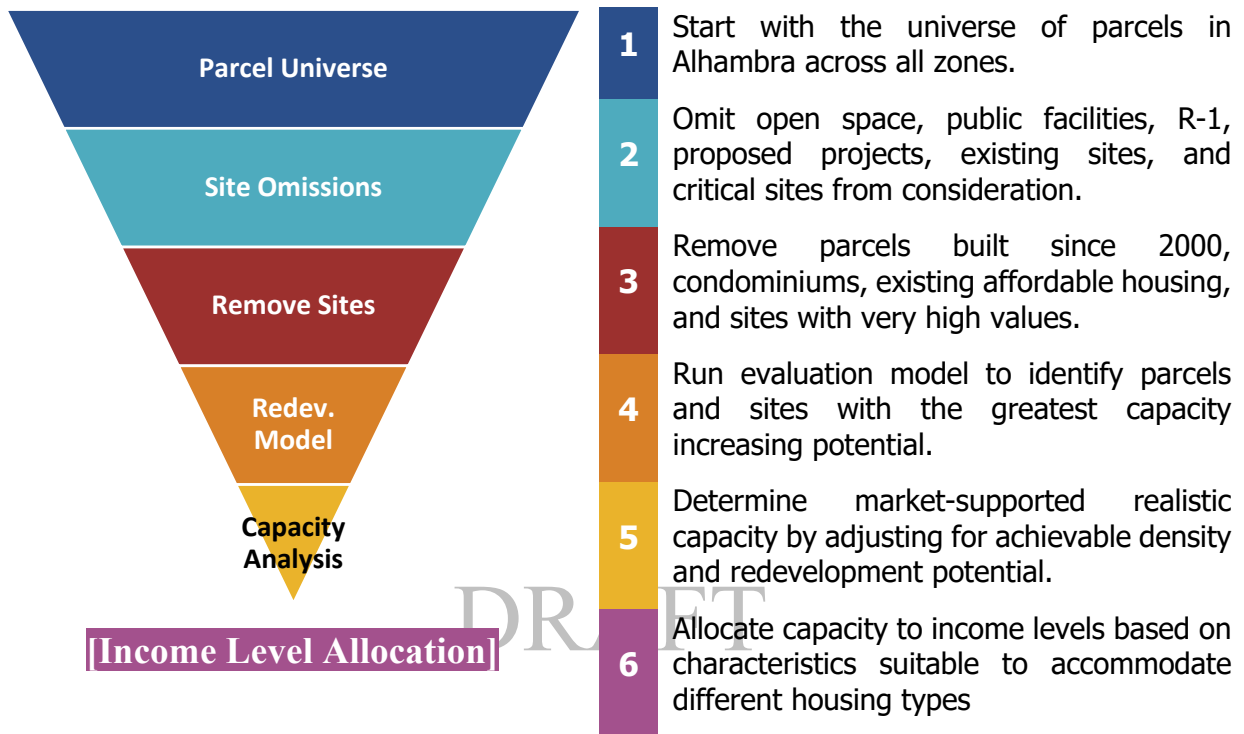 Parcel Universe
Site Omissions
Remove Sites
Redev.
Model
Capacity
Analysis
[Income Level Allocation]
1
Start with the universe of parcels in
Alhambra across all zones.
2
Omit open space, public facilities, R-1,
proposed projects, existing sites, and
critical sites from consideration.
3
Remove parcels built since 2000,
condominiums, existing affordable housing,
and sites with very high values.
4
Run evaluation model to identify parcels
and sites with the greatest capacity
increasing potential.
5
Determine market-supported realistic
capacity by adjusting for achievable density
and redevelopment potential.
6
Allocate capacity to income levels based on
characteristics suitable to accommodate
different housing types
DRAFT